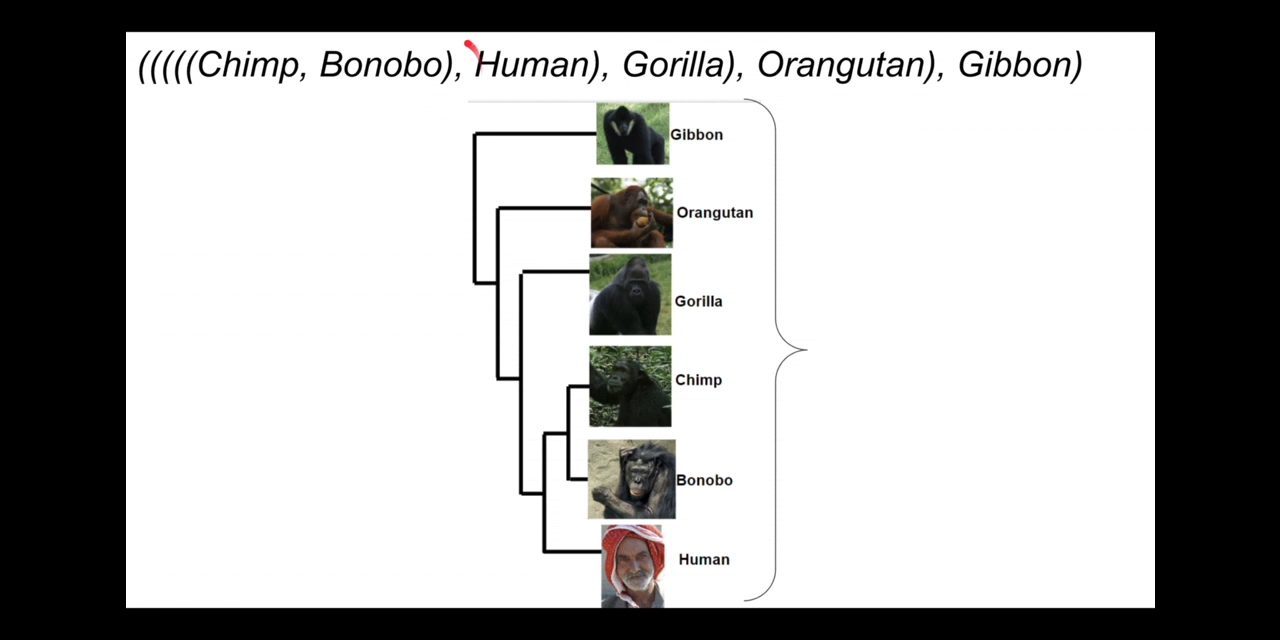 (((((Chimp, Bonobo), Human), Gorilla), Orangutan), Gibbon)
Gibbon
Orangutan
Gorilla
Chimp
Bonobo
Human